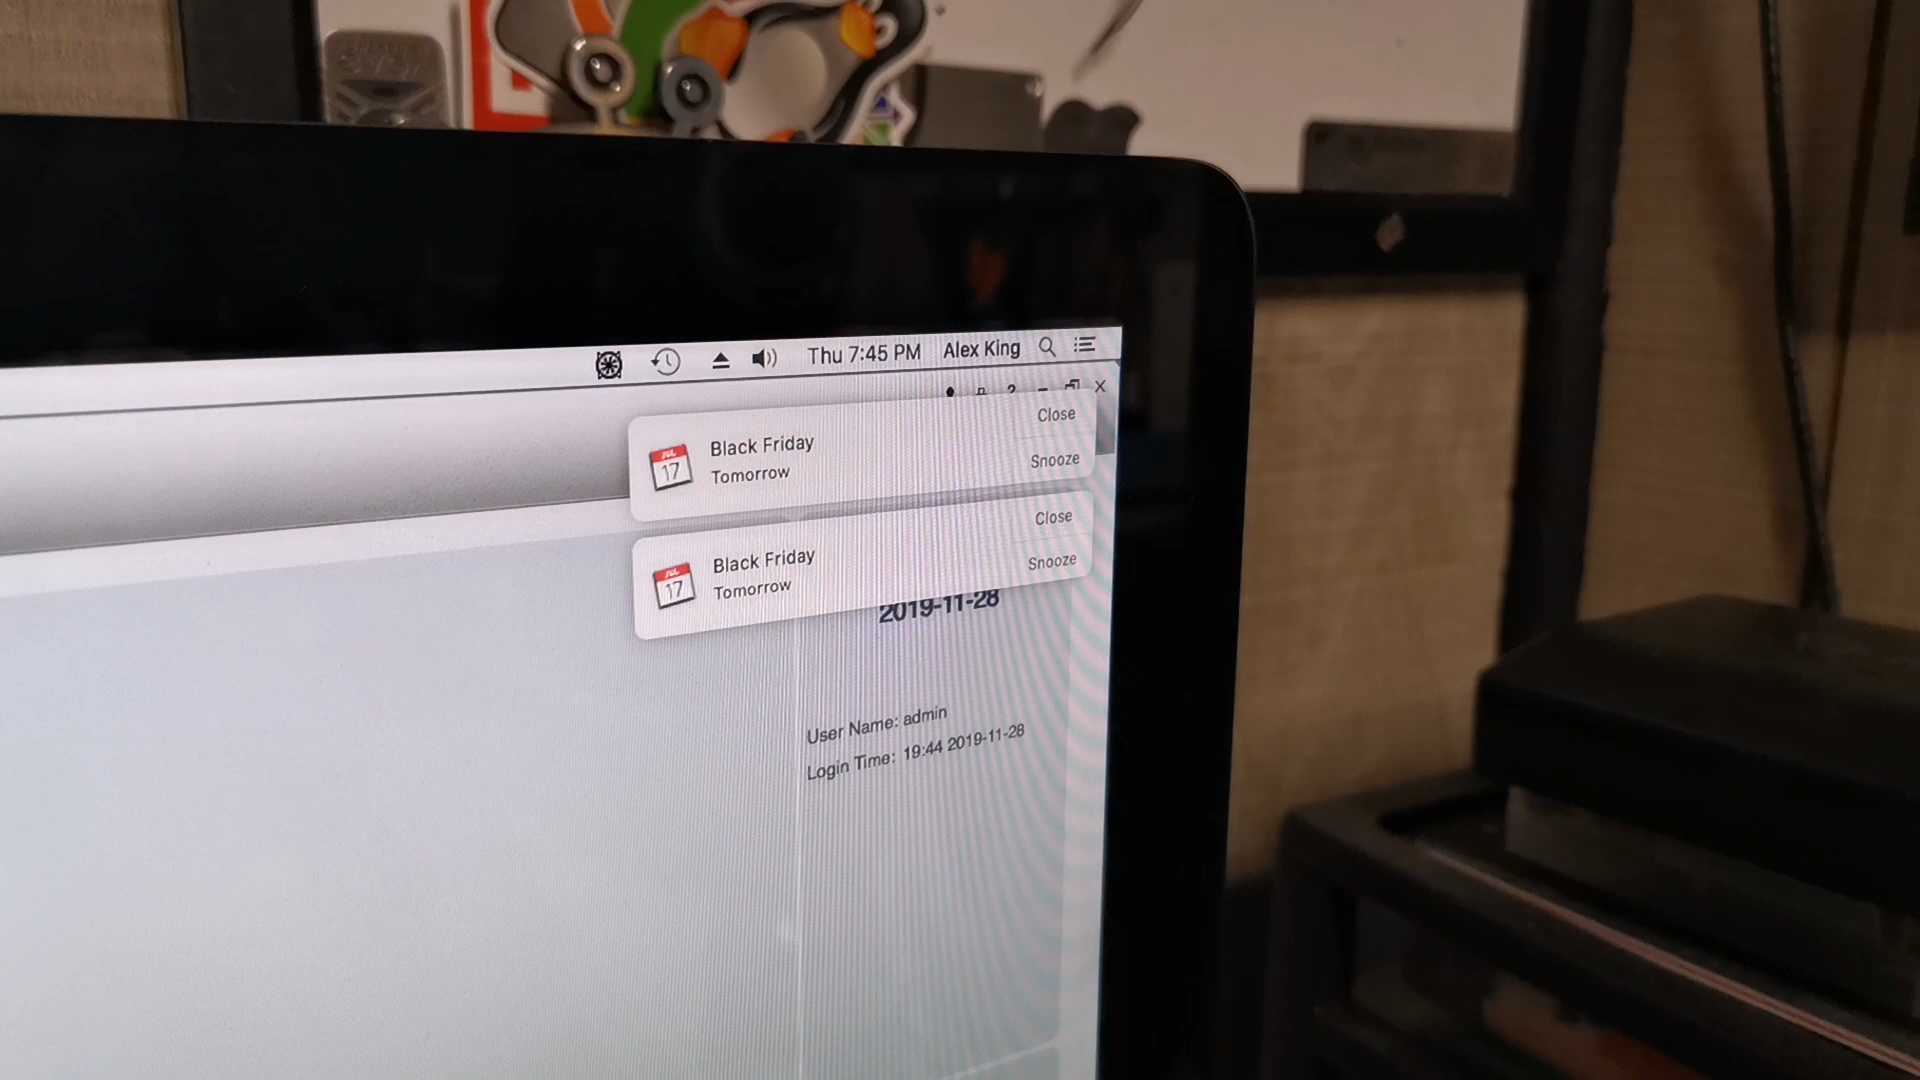 Thu 7:45 PM Alex King
Close
Black Friday
Tomorrow
Snooze
JUL
17
Close
Black Friday
Tomorrow
Snooze
JUL
17
2019-11-28
User Name: admin
Login Time: 19:44 2019-11-28